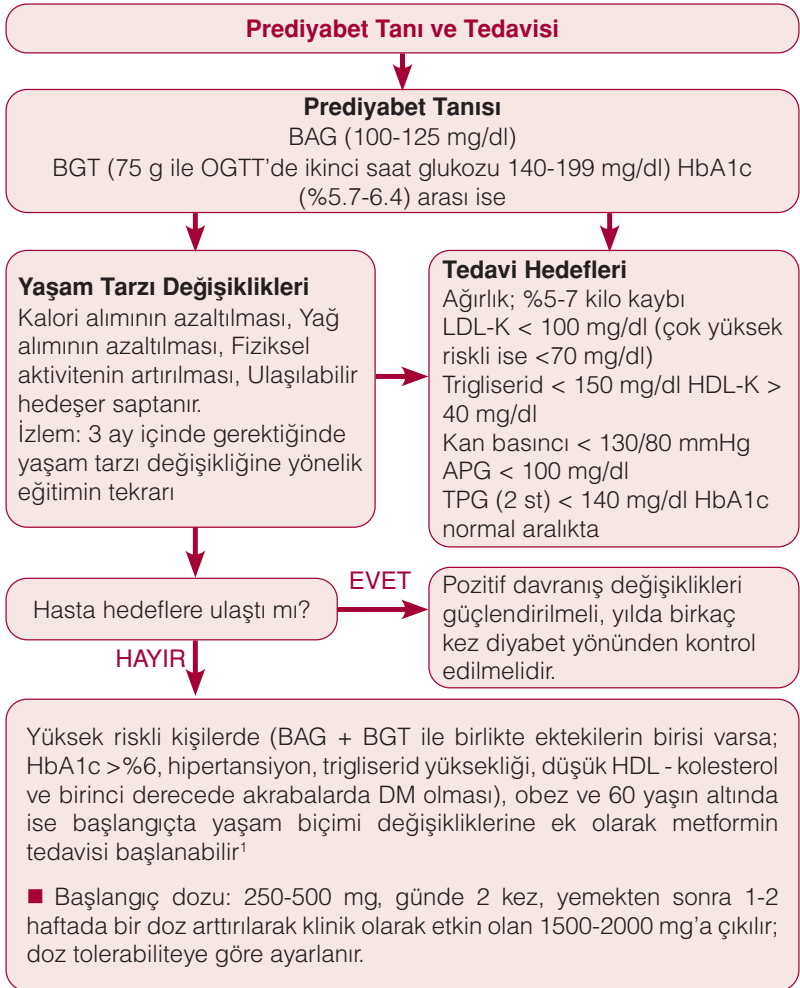 Prediyabet Tanı ve Tedavisi
Prediyabet Tanısı
BAG (100-125 mg/dl)
BGT (75 g ile OGTT’de ikinci saat glukozu 140-199 mg/dl) HbA1c
(%5.7-6.4) arası ise
Yaşam Tarzı Değişiklikleri
Kalori alımının azaltılması, Yağ
alımının azaltılması, Fiziksel
aktivitenin artırılması, Ulaşılabilir
hedeşer saptanır.
İzlem: 3 ay içinde gerektiğinde
yaşam tarzı değişikliğine yönelik
eğitimin tekrarı
Tedavi Hedefleri
Ağırlık; %5-7 kilo kaybı
LDL-K < 100 mg/dl (çok yüksek
riskli ise <70 mg/dl)
Trigliserid < 150 mg/dl HDL-K >
40 mg/dl
Kan basıncı < 130/80 mmHg
APG < 100 mg/dl
TPG (2 st) < 140 mg/dl HbA1c
normal aralıkta
Hasta hedeflere ulaştı mı?
EVET
Pozitif davranış değişiklikleri
güçlendirilmeli, yılda birkaç
kez diyabet yönünden kontrol
edilmelidir.
HAYIR
Yüksek riskli kişilerde (BAG + BGT ile birlikte ektekilerin birisi varsa;
HbA1c >%6, hipertansiyon, trigliserid yüksekliği, düşük HDL - kolesterol
ve birinci derecede akrabalarda DM olması), obez ve 60 yaşın altında
ise başlangıçta yaşam biçimi değişikliklerine ek olarak metformin
tedavisi başlanabilir¹
■ Başlangıç dozu: 250-500 mg, günde 2 kez, yemekten sonra 1-2
haftada bir doz arttırılarak klinik olarak etkin olan 1500-2000 mg’a çıkılır;
doz tolerabiliteye göre ayarlanır.